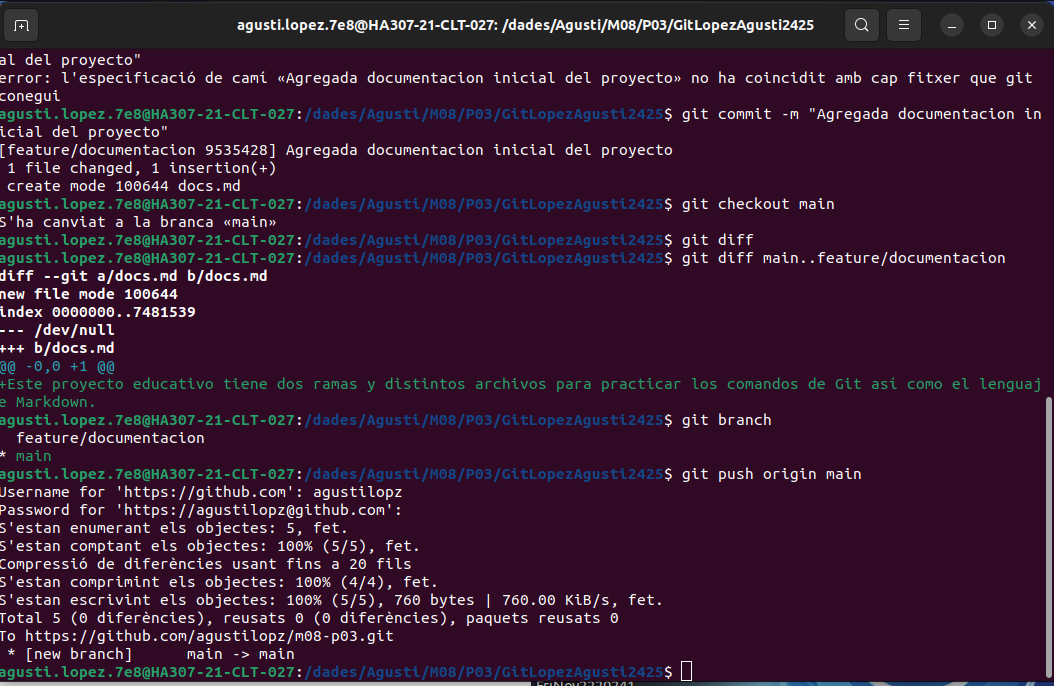 agusti.lopez.7e8@HA307-21-CLT-027: /dades/Agusti/M08/P03/GitLopezAgusti2425
al del proyecto"
error: l'especificació de camí «Agregada documentacion inicial del proyecto» no ha coincidit amb cap fitxer que git
conegui
agusti.lopez.7e8@HA307-21-CLT-027:/dades/Agusti/M08/P03/GitLopezAgusti2425$ git commit -m "Agregada documentacion in
icial del proyecto"
[feature/documentacion 9535428] Agregada documentacion inicial del proyecto
1 file changed, 1 insertion(+)
create mode 100644 docs.md
agusti.lopez.7e8@HA307-21-CLT-027:/dades/Agusti/M08/P03/GitLopezAgusti2425$ git checkout main
S'ha canviat a la branca «main»
agusti.lopez.7e8@HA307-21-CLT-027:/dades/Agusti/M08/P03/GitLopezAgusti2425$ git diff
agusti.lopez.7e8@HA307-21-CLT-027:/dades/Agusti/M08/P03/GitLopezAgusti2425$ git diff main..feature/documentacion
diff --git a/docs.md b/docs.md
new file mode 100644
index 0000000..7481539
--- /dev/null
+++ b/docs.md
@@ -0,0 +1 @@
+Este proyecto educativo tiene dos ramas y distintos archivos para practicar los comandos de Git así como el lenguaj
e Markdown.
agusti.lopez.7e8@HA307-21-CLT-027:/dades/Agusti/M08/P03/GitLopezAgusti2425$ git branch
feature/documentacion
* main
agusti.lopez.7e8@HA307-21-CLT-027:/dades/Agusti/M08/P03/GitLopezAgusti2425$ git push origin main
Username for 'https://github.com': agustilopz
Password for 'https://agustilopz@github.com':
S'estan enumerant els objectes: 5, fet.
S'estan comptant els objectes: 100% (5/5), fet.
Compressió de diferències usant fins a 20 fils
S'estan comprimint els objectes: 100% (4/4), fet.
S'estan escrivint els objectes: 100% (5/5), 760 bytes | 760.00 KiB/s, fet.
Total 5 (0 diferències), reusats 0 (0 diferències), paquets reusats 0
To https://github.com/agustilopz/m08-p03.git
* [new branch]      main -> main
agusti.lopez.7e8@HA307-21-CLT-027:/dades/Agusti/M08/P03/GitLopezAgusti2425$